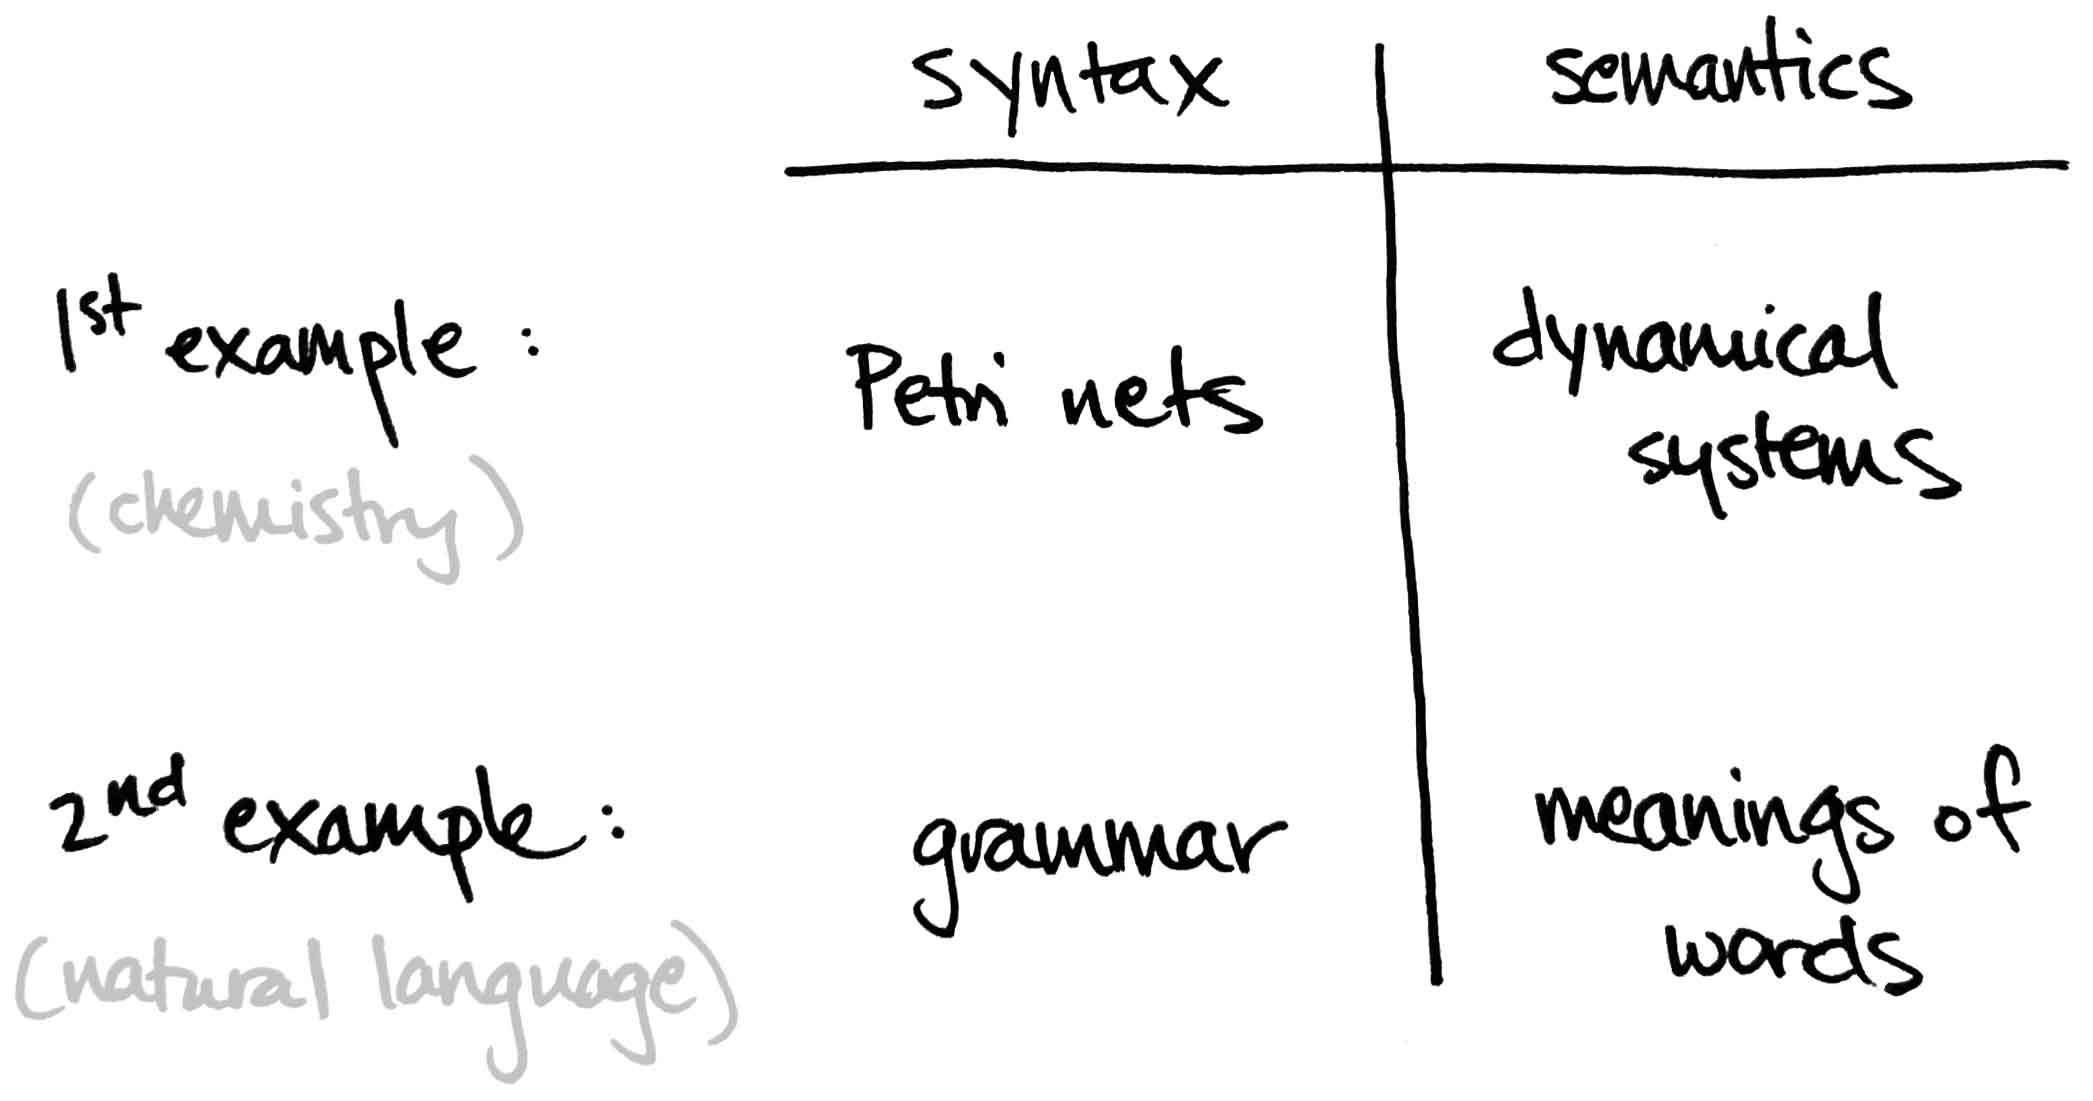 syntax semantics
1st example : Petri nets dynamical
systems
(chemistry)
2nd example : grammar meanings of
words
(natural language)